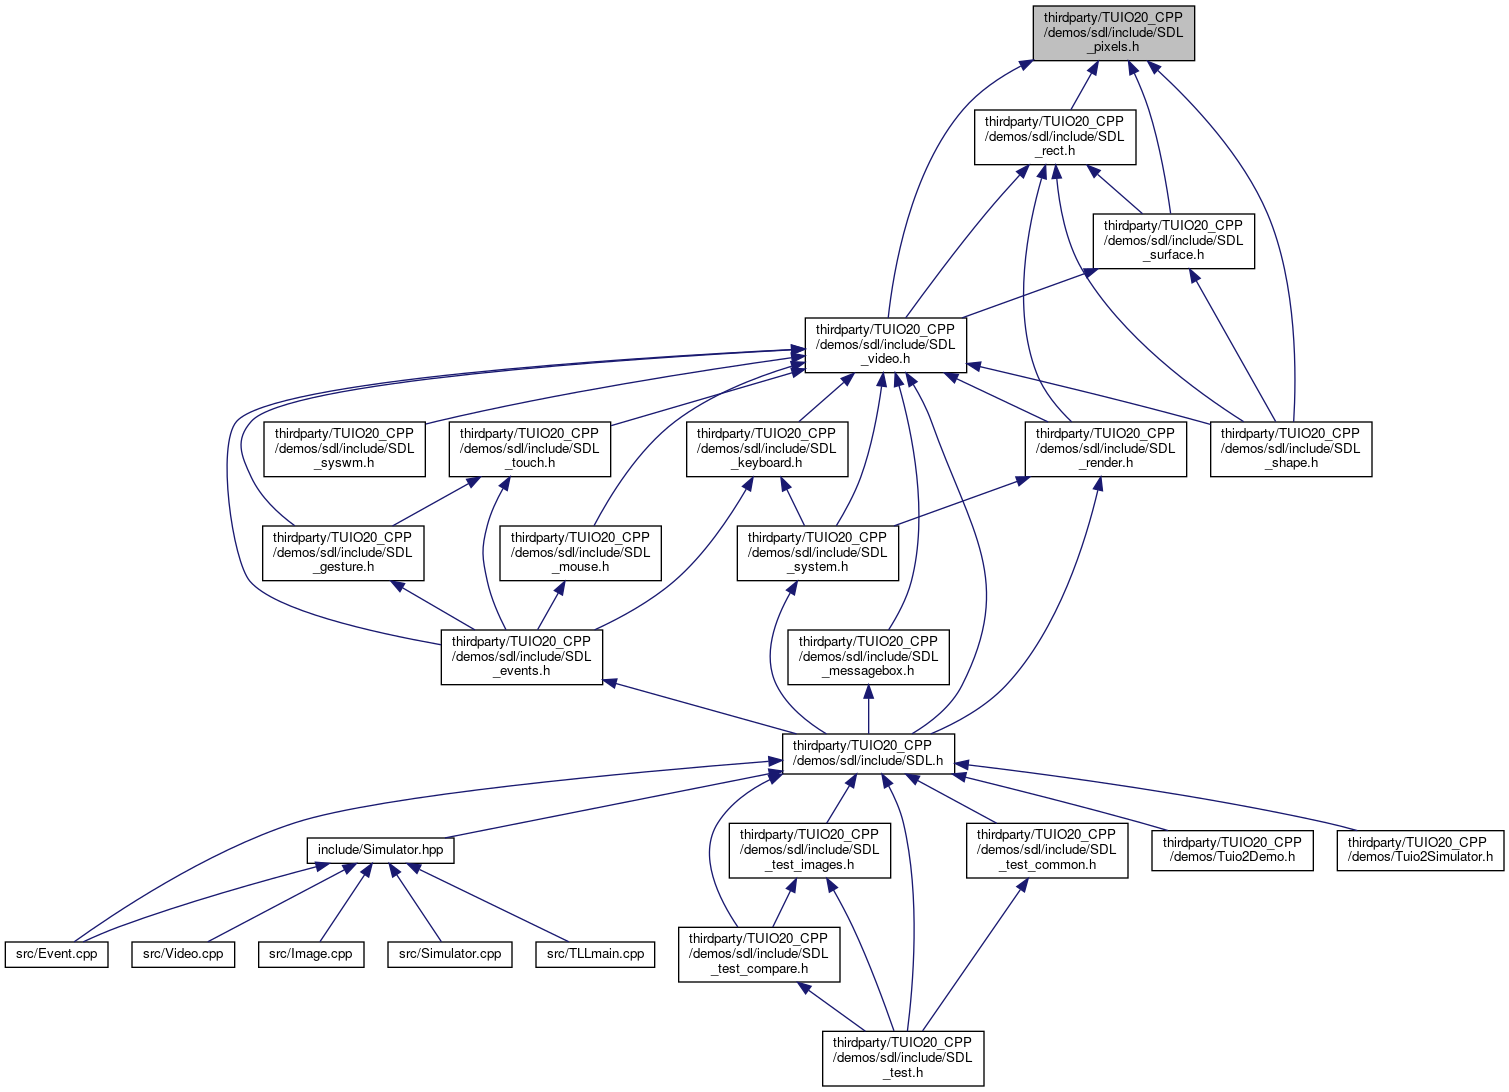 thirdparty/TUIO20_CPP
/demos/sdl/include/SDL
_pixels.h
thirdparty/TUIO20_CPP
/demos/sdl/include/SDL
_rect.h
thirdparty/TUIO20_CPP
/demos/sdl/include/SDL
_surface.h
thirdparty/TUIO20_CPP
/demos/sdl/include/SDL
_video.h
thirdparty/TUIO20_CPP
/demos/sdl/include/SDL
_syswm.h
thirdparty/TUIO20_CPP
/demos/sdl/include/SDL
_touch.h
thirdparty/TUIO20_CPP
/demos/sdl/include/SDL
_keyboard.h
thirdparty/TUIO20_CPP
/demos/sdl/include/SDL
_render.h
thirdparty/TUIO20_CPP
/demos/sdl/include/SDL
_shape.h
thirdparty/TUIO20_CPP
/demos/sdl/include/SDL
_gesture.h
thirdparty/TUIO20_CPP
/demos/sdl/include/SDL
_mouse.h
thirdparty/TUIO20_CPP
/demos/sdl/include/SDL
_system.h
thirdparty/TUIO20_CPP
/demos/sdl/include/SDL
_events.h
thirdparty/TUIO20_CPP
/demos/sdl/include/SDL
_messagebox.h
thirdparty/TUIO20_CPP
/demos/sdl/include/SDL.h
include/Simulator.hpp
thirdparty/TUIO20_CPP
/demos/sdl/include/SDL
_test_images.h
thirdparty/TUIO20_CPP
/demos/sdl/include/SDL
_test_common.h
thirdparty/TUIO20_CPP
/demos/Tuio2Demo.h
thirdparty/TUIO20_CPP
/demos/Tuio2Simulator.h
src/Event.cpp
src/Video.cpp
src/Image.cpp
src/Simulator.cpp
src/TLLmain.cpp
thirdparty/TUIO20_CPP
/demos/sdl/include/SDL
_test_compare.h
thirdparty/TUIO20_CPP
/demos/sdl/include/SDL
_test.h